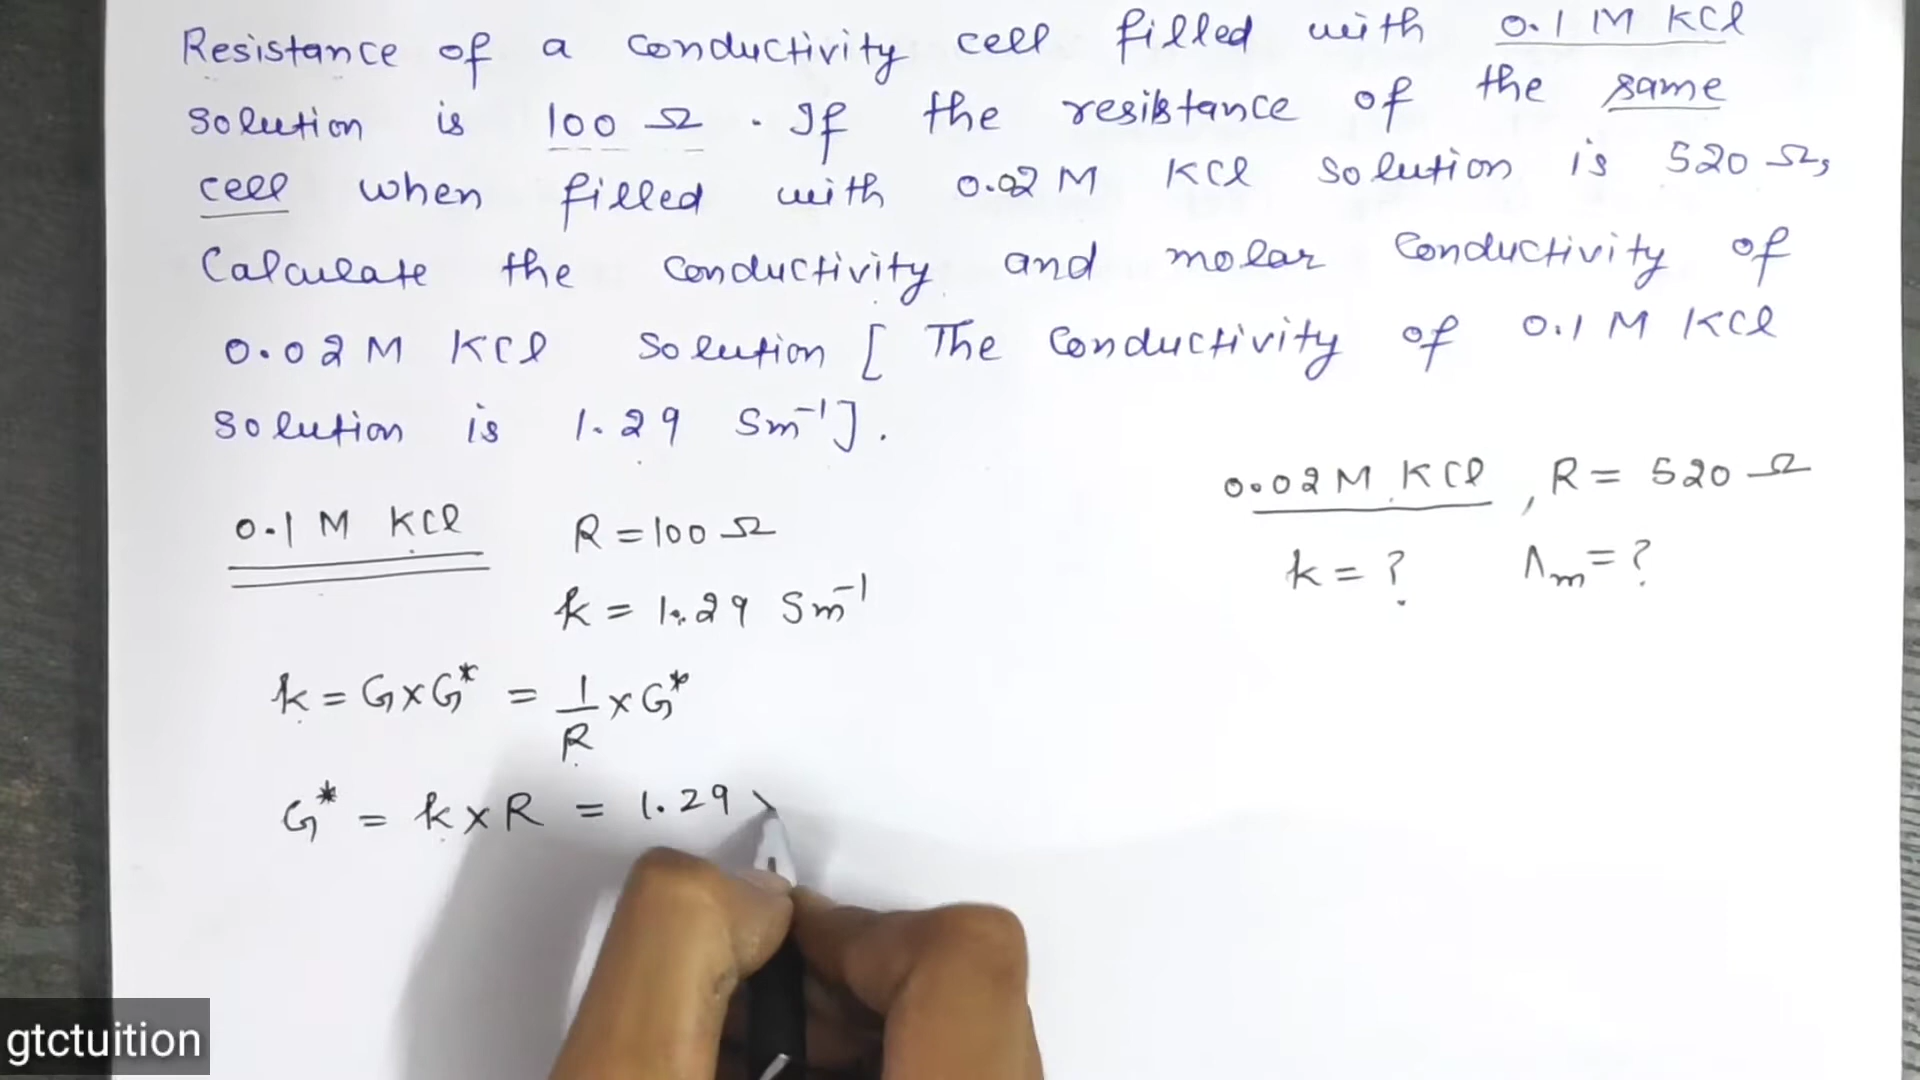 Resistance of a conductivity cell filled with 0.1 M KCl
solution is 100 Ω. If the resistance of the same
cell when filled with 0.02 M KCl solution is 520 Ω,
Calculate the conductivity and molar conductivity of
0.02 M KCl solution [The conductivity of 0.1 M KCl
solution is 1.29 Sm⁻¹].
0.02 M KCl, R = 520 Ω
k = ? Λm = ?
0.1 M KCl R = 100 Ω
k = 1.29 Sm⁻¹
k = G × G* = 1/R × G*
G* = k × R = 1.29
gtctuition